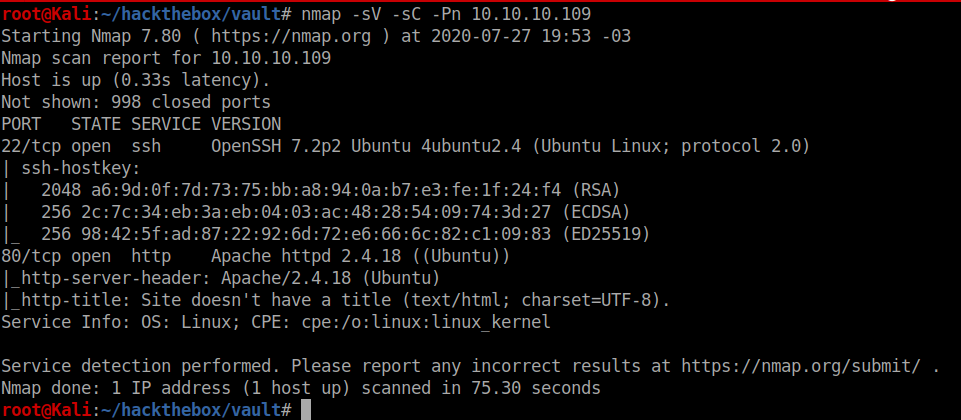 root@Kali:~/hackthebox/vault# nmap -sV -sC -Pn 10.10.10.109
Starting Nmap 7.80 ( https://nmap.org ) at 2020-07-27 19:53 -03
Nmap scan report for 10.10.10.109
Host is up (0.33s latency).
Not shown: 998 closed ports
PORT   STATE SERVICE VERSION
22/tcp open  ssh     OpenSSH 7.2p2 Ubuntu 4ubuntu2.4 (Ubuntu Linux; protocol 2.0)
| ssh-hostkey:
|   2048 a6:9d:0f:7d:73:75:bb:a8:94:0a:b7:e3:fe:1f:24:f4 (RSA)
|   256 2c:7c:34:eb:3a:eb:04:03:ac:48:28:54:09:74:3d:27 (ECDSA)
|_  256 98:42:5f:ad:87:22:92:6d:72:e6:66:6c:82:c1:09:83 (ED25519)
80/tcp open  http    Apache httpd 2.4.18 ((Ubuntu))
|_http-server-header: Apache/2.4.18 (Ubuntu)
|_http-title: Site doesn't have a title (text/html; charset=UTF-8).
Service Info: OS: Linux; CPE: cpe:/o:linux:linux_kernel

Service detection performed. Please report any incorrect results at https://nmap.org/submit/ .
Nmap done: 1 IP address (1 host up) scanned in 75.30 seconds
root@Kali:~/hackthebox/vault#